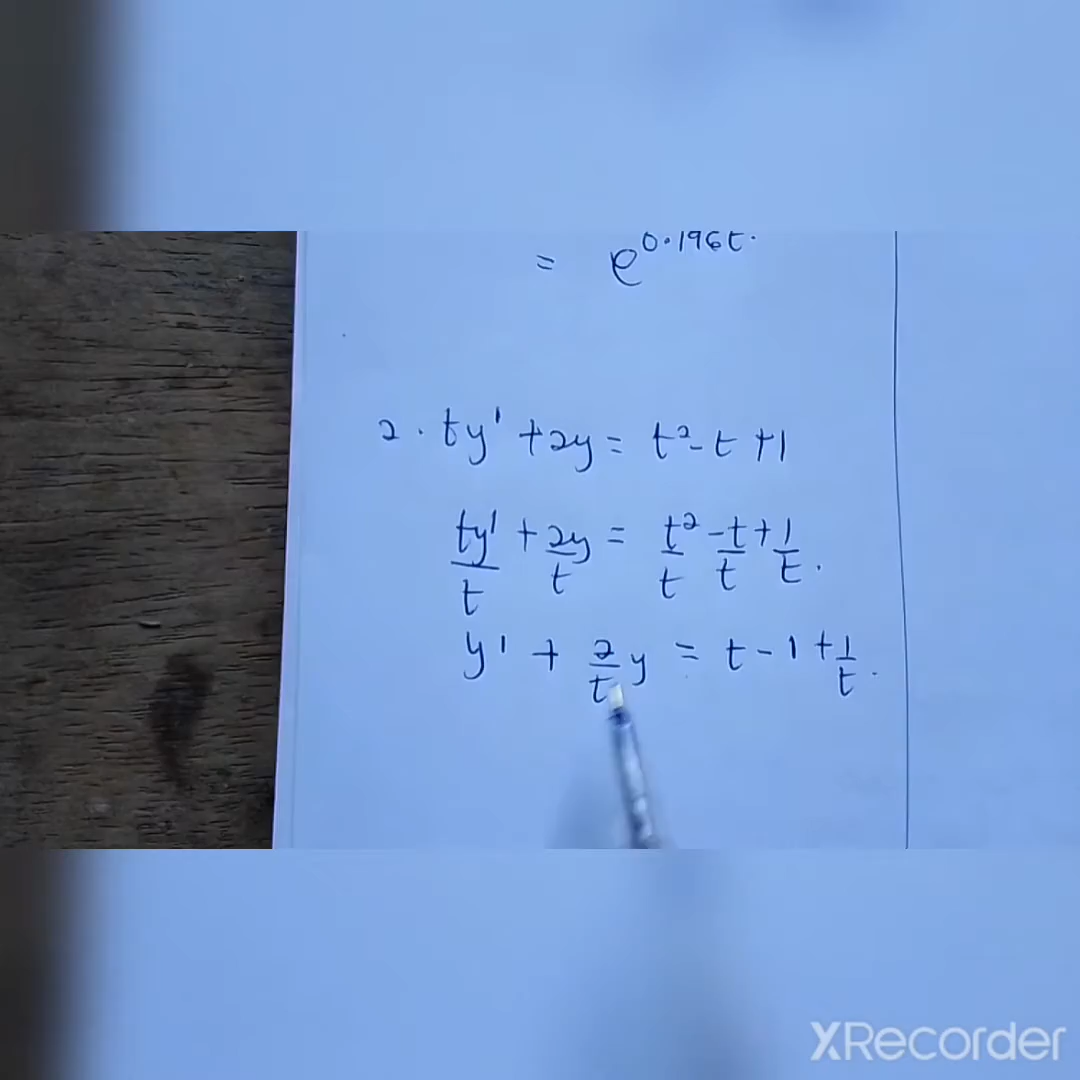 = e^0.196t.
2. ty' + 2y = t² - t + 1
ty'/t + 2y/t = t²/t - t/t + 1/t.
y' + 2/t y = t - 1 + 1/t.
XRecorder